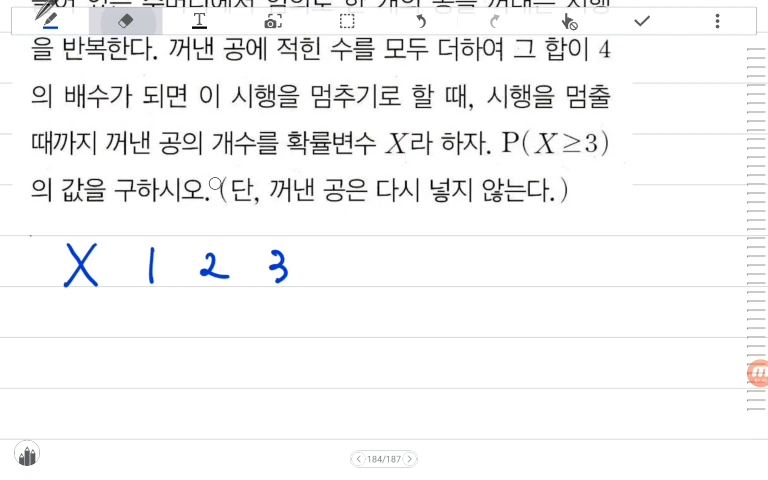 을 반복한다. 꺼낸 공에 적힌 수를 모두 더하여 그 합이 4
의 배수가 되면 이 시행을 멈추기로 할 때, 시행을 멈출
때까지 꺼낸 공의 개수를 확률변수 X라 하자. P(X≥3)
의 값을 구하시오. (단, 꺼낸 공은 다시 넣지 않는다.)
X 1 2 3
184/187